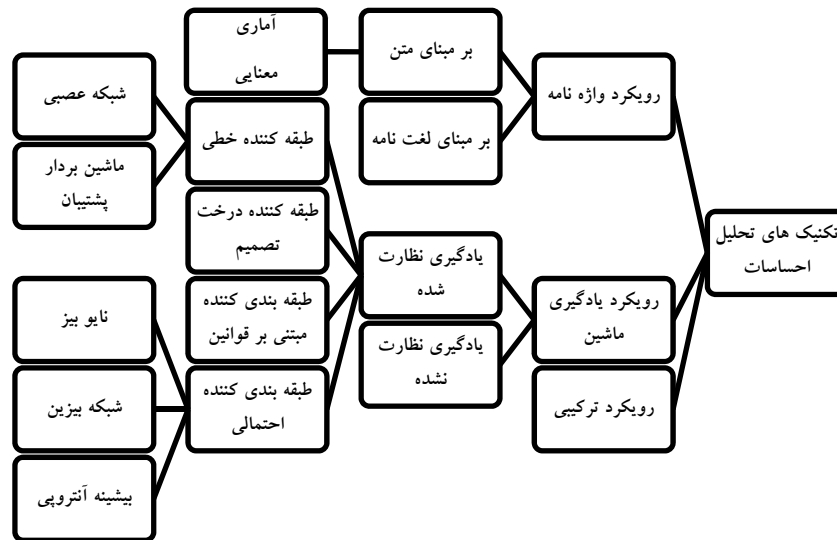 تکنیک های تحلیل
احساسات
رویکرد واژه نامه
بر مبنای متن
آماری
معنایی
بر مبنای لغت نامه
رویکرد یادگیری
ماشین
یادگیری نظارت
شده
طبقه کننده خطی
شبکه عصبی
ماشین بردار
پشتیبان
طبقه کننده درخت
تصمیم
طبقه بندی کننده
مبتنی بر قوانین
طبقه بندی کننده
احتمالی
نایو بیز
شبکه بیزین
بیشینه آنتروپی
یادگیری نظارت
نشده
رویکرد ترکیبی